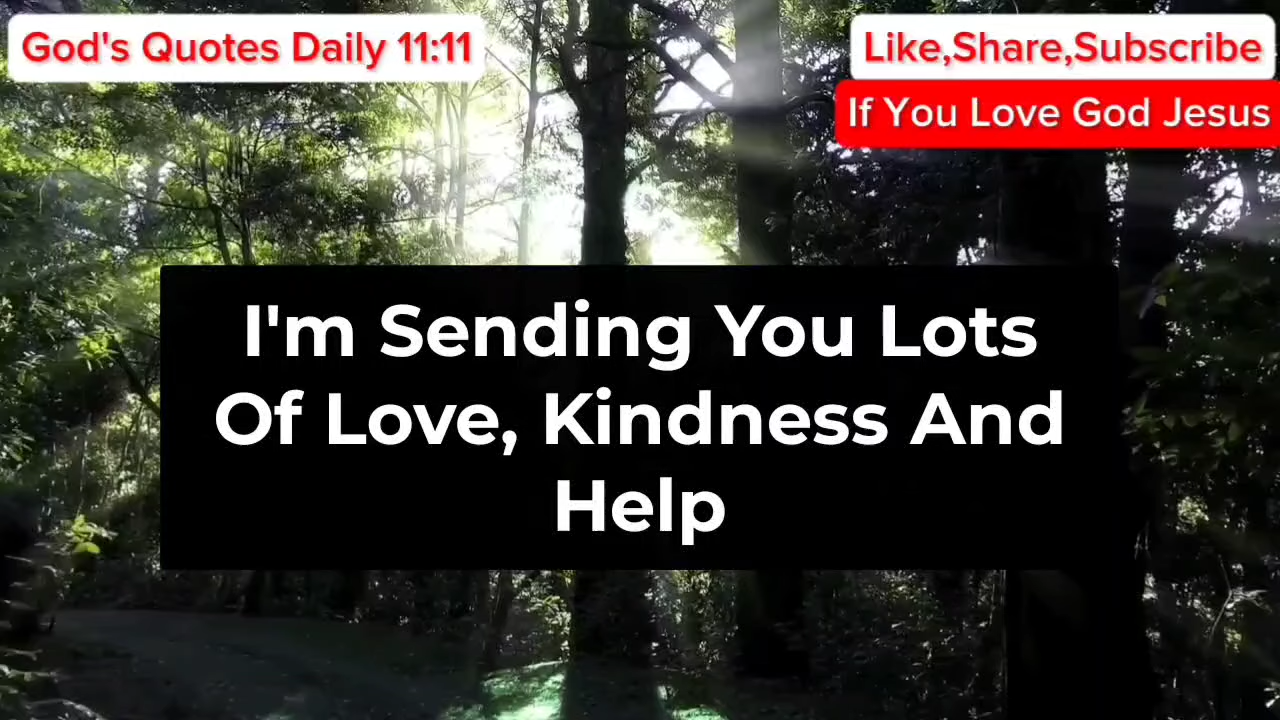 God's Quotes Daily 11:11
Like,Share,Subscribe
If You Love God Jesus
I'm Sending You Lots
Of Love, Kindness And
Help